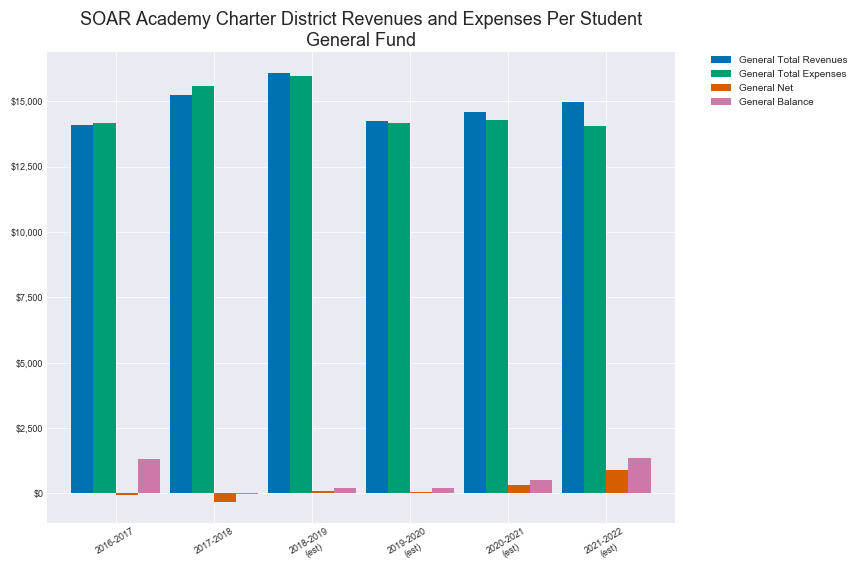 SOAR Academy Charter District Revenues and Expenses Per Student
General Fund
General Total Revenues
General Total Expenses
General Net
General Balance
$15,000
$12,500
$10,000
$7,500
$5,000
$2,500
$0
2016-2017
2017-2018
2018-2019
(est)
2019-2020
(est)
2020-2021
(est)
2021-2022
(est)